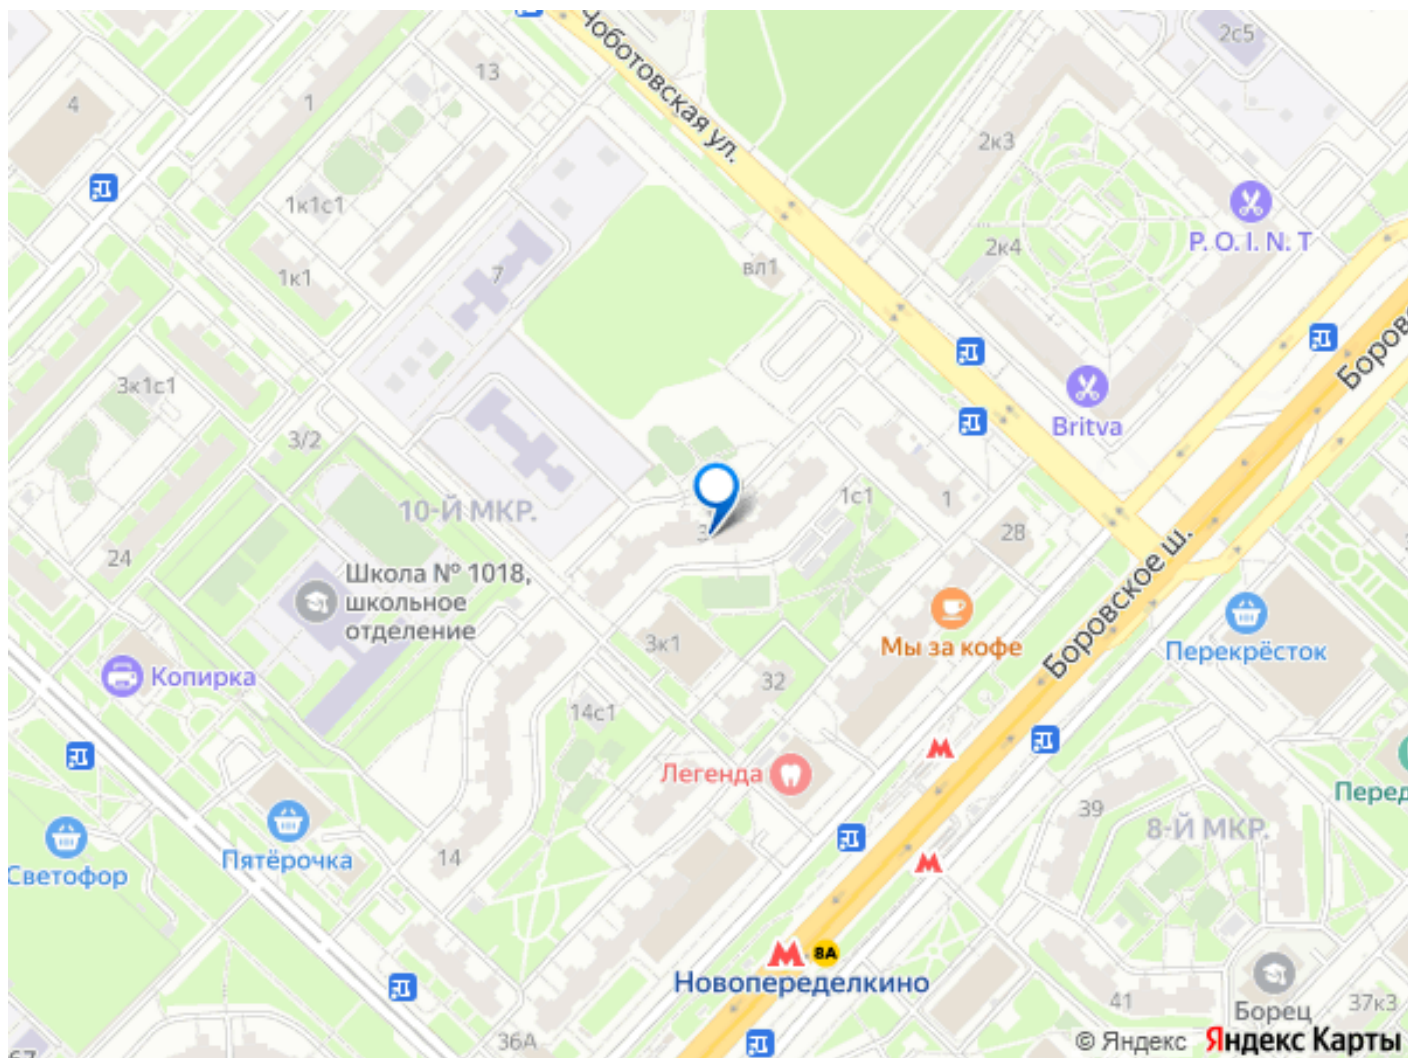 Чоботовская ул.
2с5
13
4
1
2к3
1к1с1
P. O. I. N. T
2к4
вл1
7
1к1
3к1с1
Britva
3/2
1с1
1
10-Й МКР.
28
24
Школа № 1018,
школьное
отделение
Боровское ш.
Мы за кофе
Перекрёсток
3к1
Копирка
32
14с1
Легенда
39
8-Й МКР.
Светофор
Пятёрочка
14
8А
Новопеределкино
41
Борец
37к3
36А
67
© Яндекс Яндекс Карты